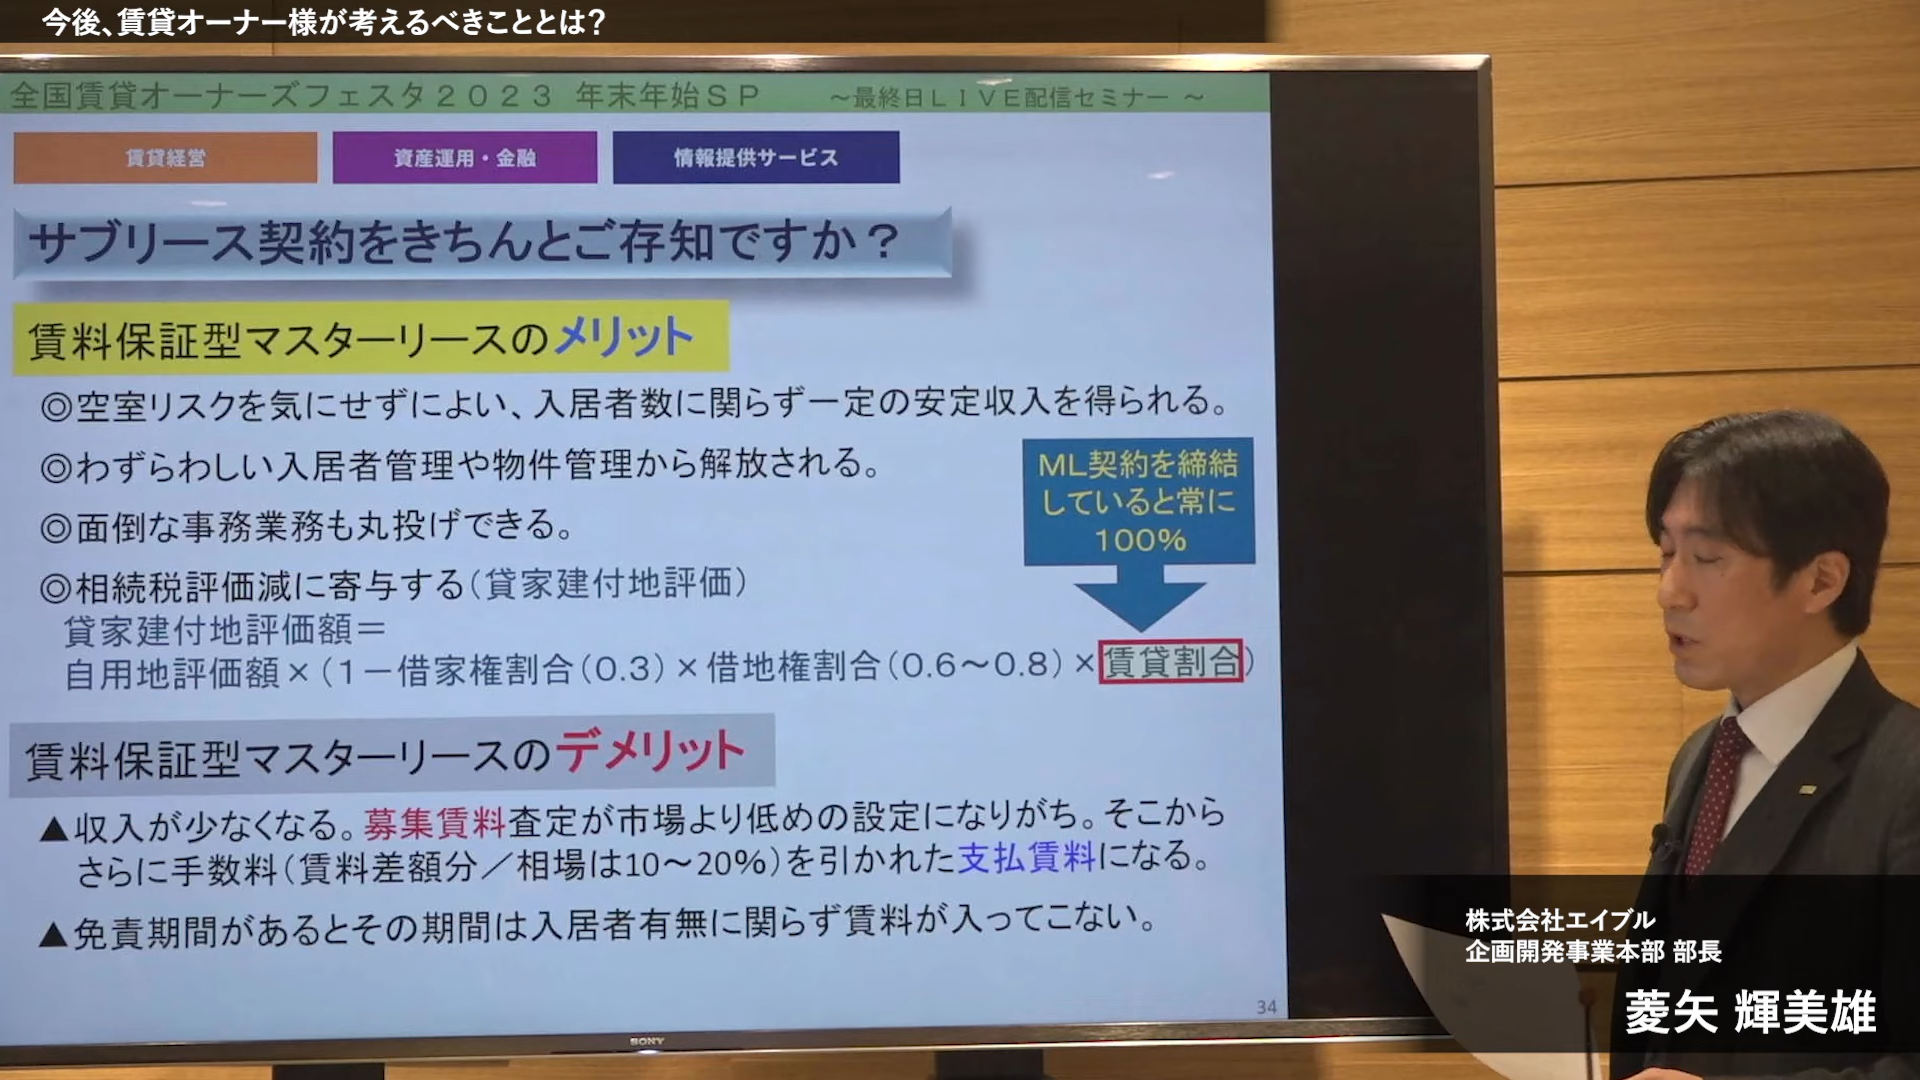 今後、賃貸オーナー様が考えるべきこととは？
全国賃貸オーナーズフェスタ２０２３ 年末年始ＳＰ ～最終日ＬＩＶＥ配信セミナー ～
賃貸経営 資産運用・金融 情報提供サービス
サブリース契約をきちんとご存知ですか？
賃料保証型マスターリースのメリット
◎空室リスクを気にせずによい、入居者数に関らず一定の安定収入を得られる。
◎わずらわしい入居者管理や物件管理から解放される。
◎面倒な事務業務も丸投げできる。
ＭＬ契約を締結
していると常に
１００％
◎相続税評価減に寄与する（貸家建付地評価）
貸家建付地評価額＝
自用地評価額×（１－借家権割合（０.３）×借地権割合（０.６～０.８）×賃貸割合）
賃料保証型マスターリースのデメリット
▲収入が少なくなる。募集賃料査定が市場より低めの設定になりがち。そこから
さらに手数料（賃料差額分／相場は10～20％）を引かれた支払賃料になる。
▲免責期間があるとその期間は入居者有無に関らず賃料が入ってこない。
34
SONY
株式会社エイブル
企画開発事業本部 部長
菱矢 輝美雄